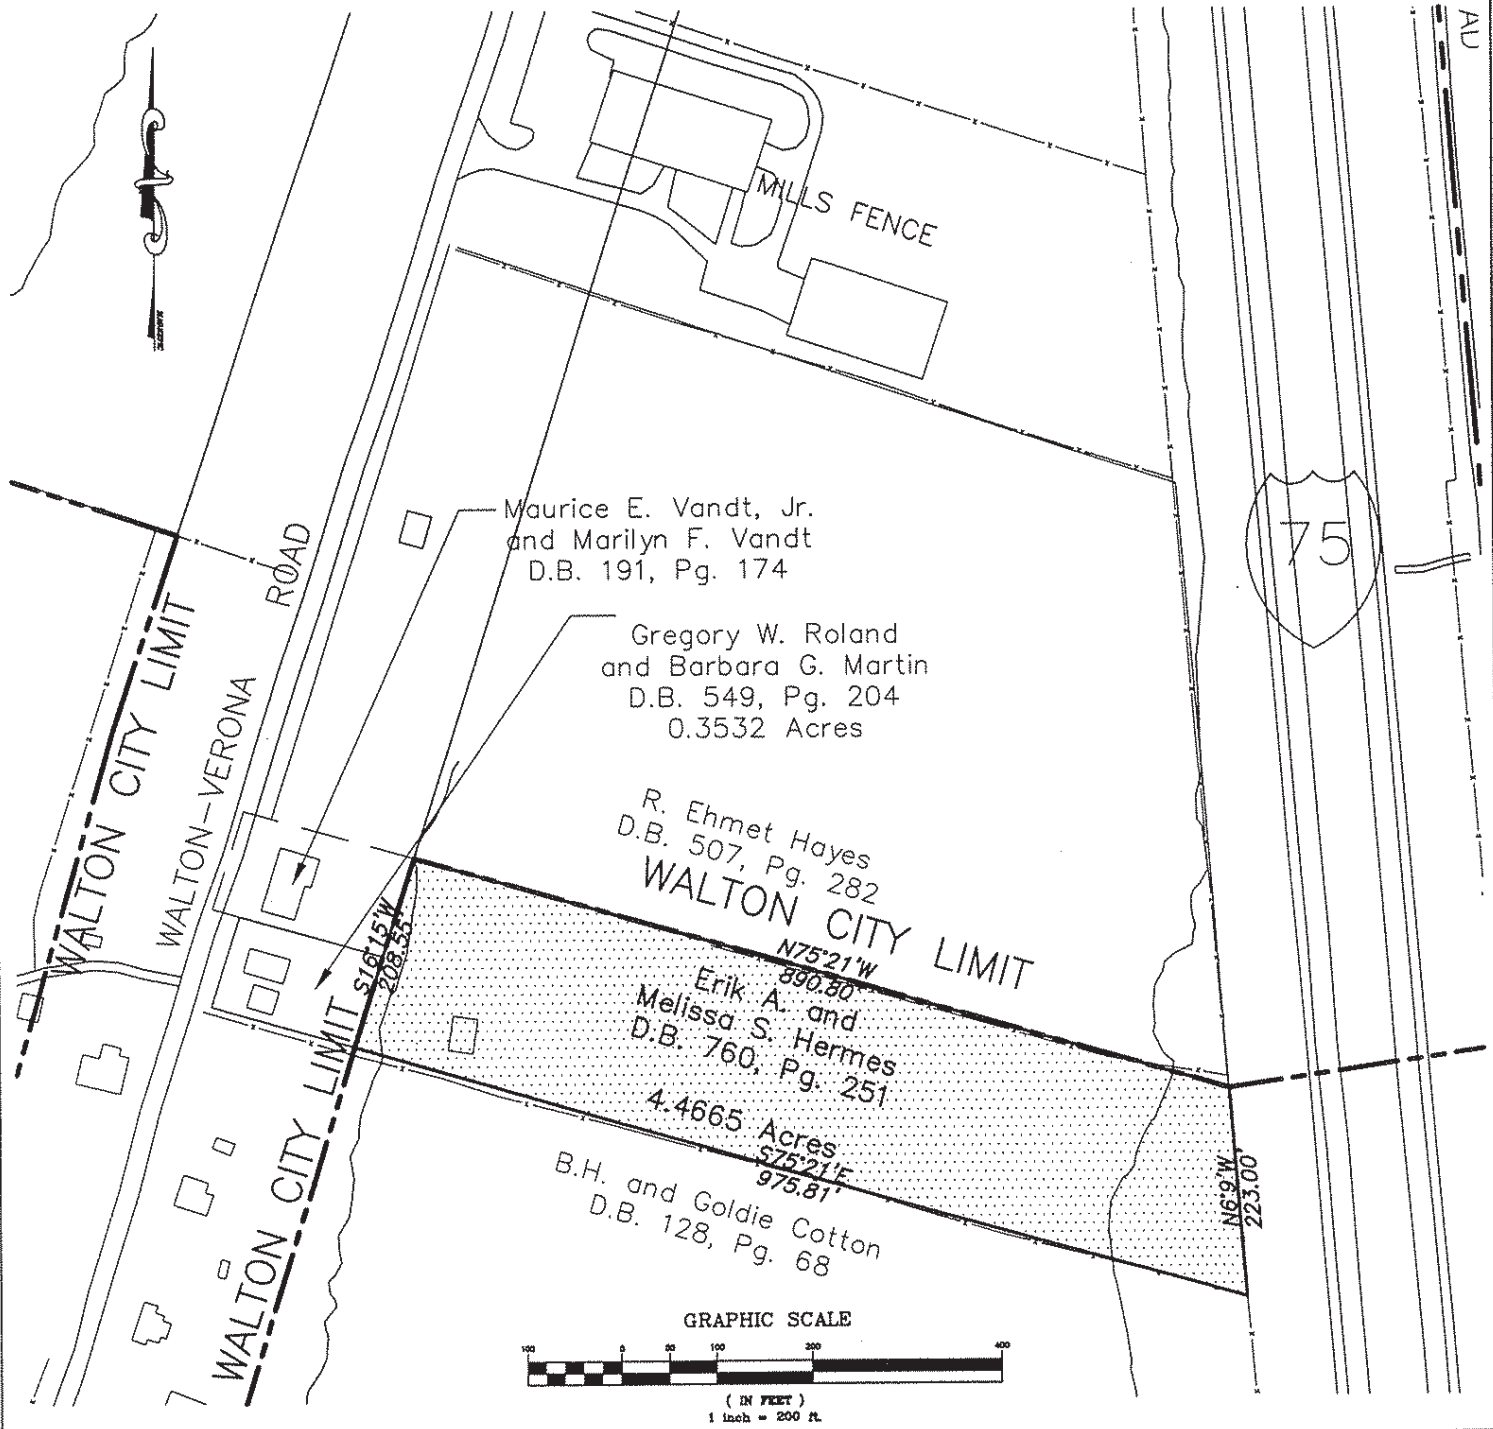 AU
MILLS FENCE
Maurice E. Vandt, Jr.
and Marilyn F. Vandt
D.B. 191, Pg. 174
75
ROAD
WALTON-VERONA
WALTON CITY LIMIT
Gregory W. Roland
and Barbara G. Martin
D.B. 549, Pg. 204
0.3532 Acres
R. Ehmet Hayes
D.B. 507, Pg. 282
WALTON CITY LIMIT
N75°21'W
890.80'
S16°15'W
208.55'
Erik A. and
Melissa S. Hermes
D.B. 760, Pg. 251
4.4665 Acres
S75°21'E
975.81'
N6°9'W
223.00'
B.H. and Goldie Cotton
D.B. 128, Pg. 68
WALTON CITY LIMIT
GRAPHIC SCALE
100 0 50 100 200 400
( IN FEET )
1 inch = 200 ft.